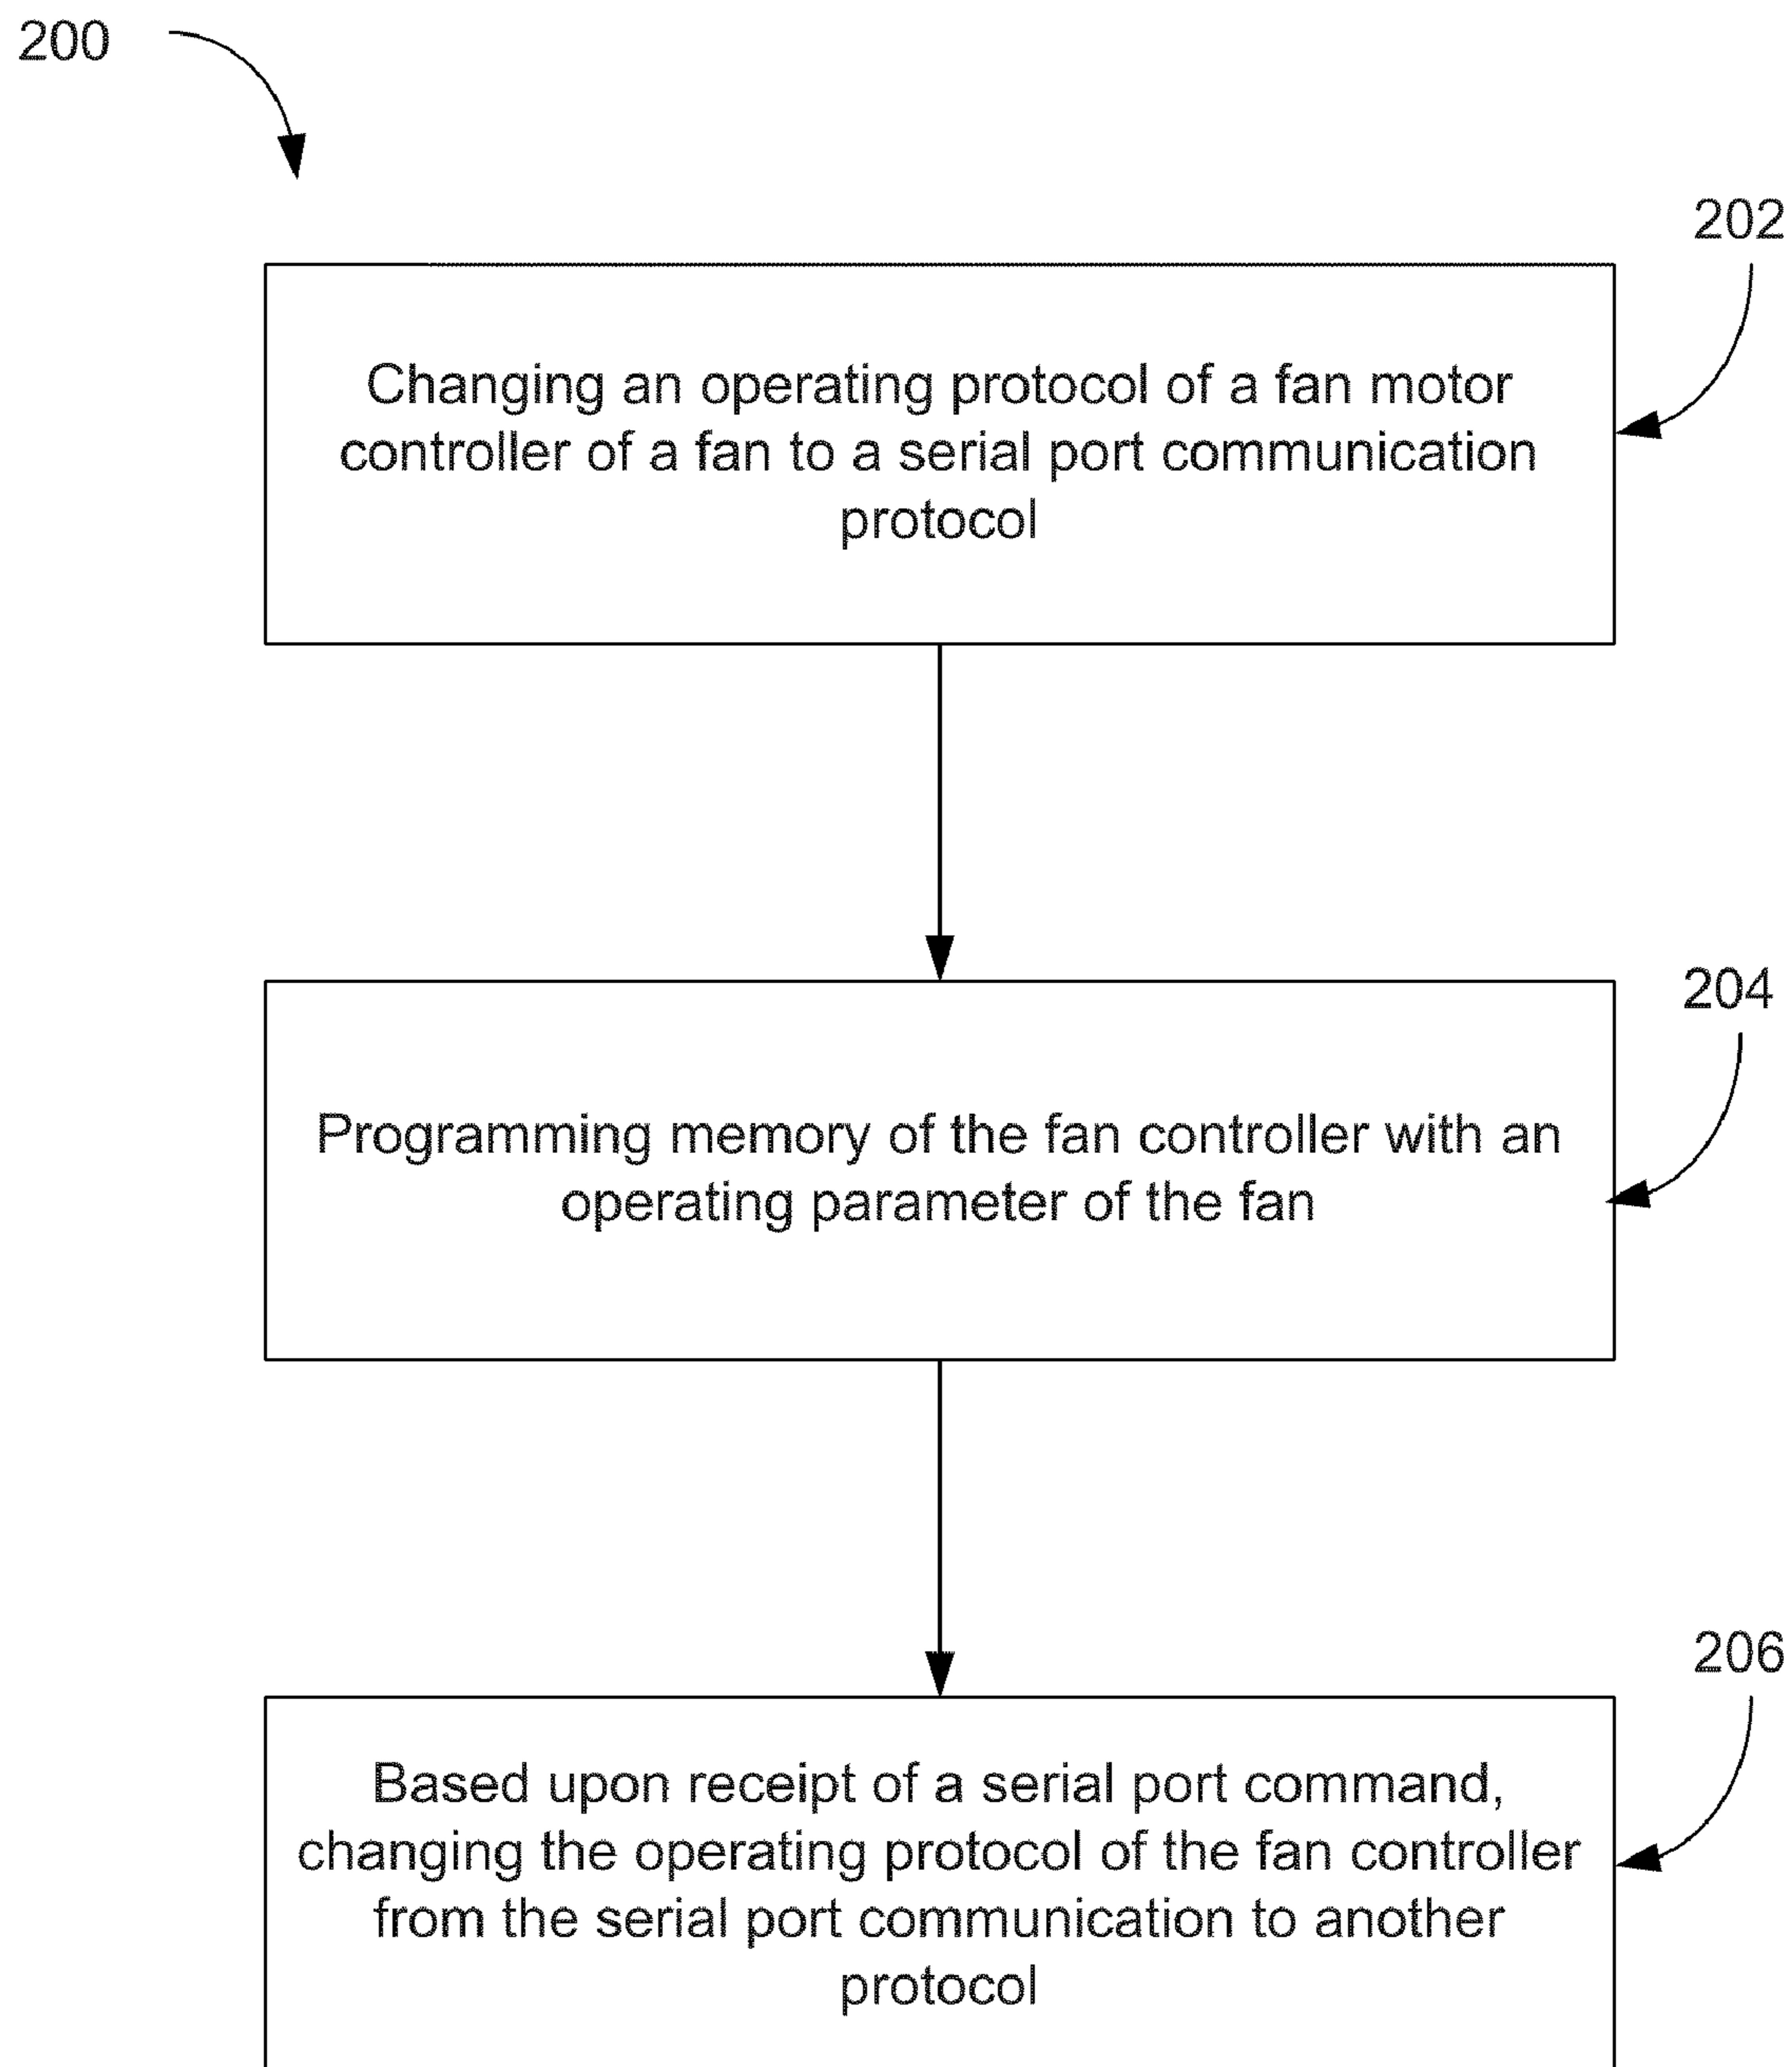 200
202
Changing an operating protocol of a fan motor
controller of a fan to a serial port communication
protocol
204
Programming memory of the fan controller with an
operating parameter of the fan
206
Based upon receipt of a serial port command,
changing the operating protocol of the fan controller
from the serial port communication to another
protocol